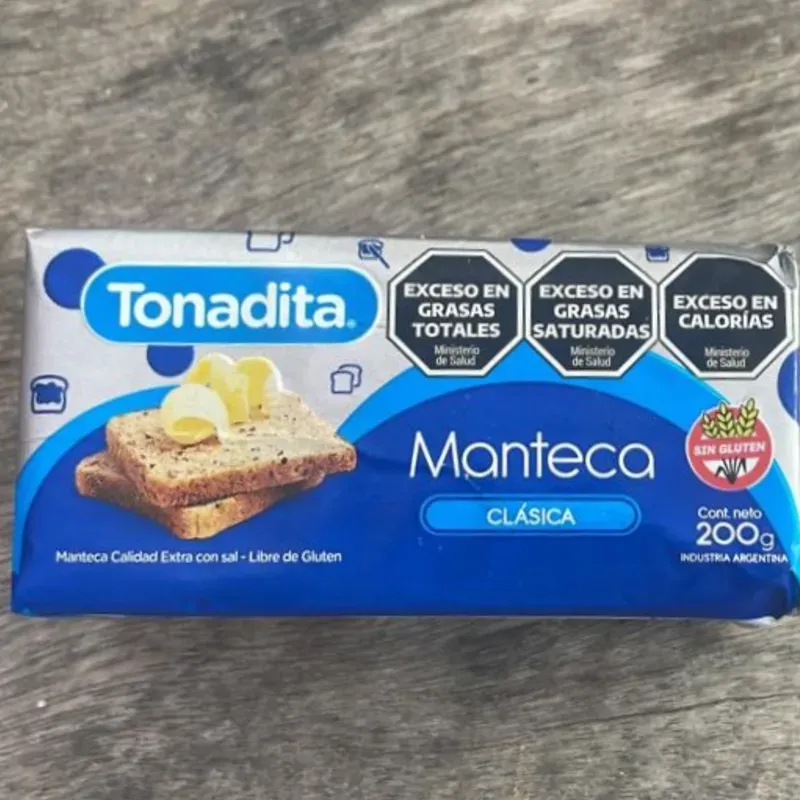 Tonadita
EXCESO EN
GRASAS
TOTALES
Ministerio
de Salud
EXCESO EN
GRASAS
SATURADAS
Ministerio
de Salud
EXCESO EN
CALORÍAS
Ministerio
de Salud
Manteca
CLÁSICA
SIN GLUTEN
Manteca Calidad Extra con sal - Libre de Gluten
Cont. neto
200g
INDUSTRIA ARGENTINA